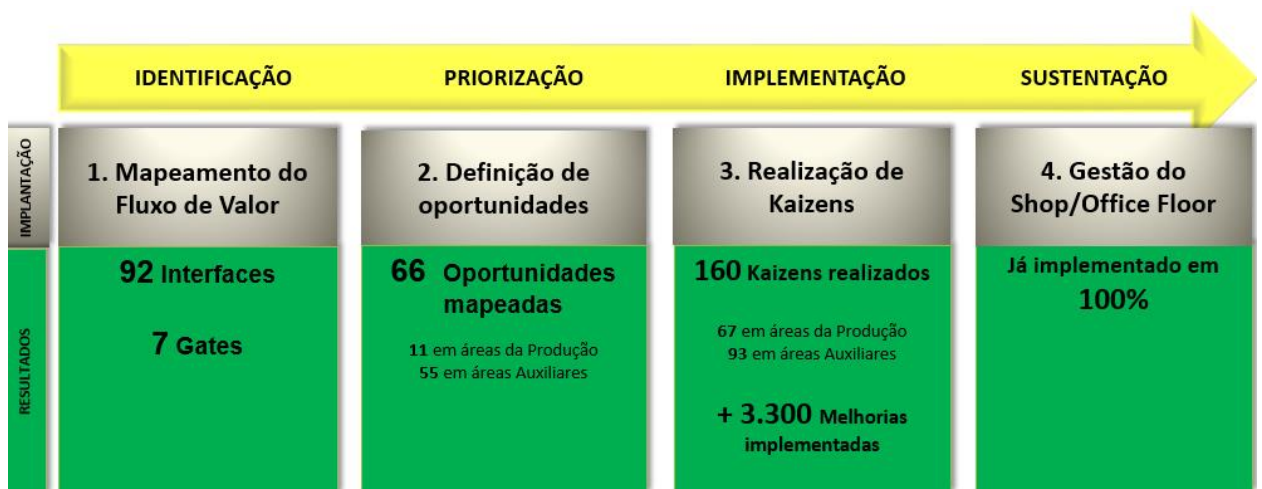 IDENTIFICAÇÃO
PRIORIZAÇÃO
IMPLEMENTAÇÃO
SUSTENTAÇÃO
IMPLANTAÇÃO
1. Mapeamento do
Fluxo de Valor
2. Definição de
oportunidades
3. Realização de
Kaizens
4. Gestão do
Shop/Office Floor
RESULTADOS
92 Interfaces
7 Gates
66 Oportunidades
mapeadas
11 em áreas da Produção
55 em áreas Auxiliares
160 Kaizens realizados
67 em áreas da Produção
93 em áreas Auxiliares
+ 3.300 Melhorias
implementadas
Já implementado em
100%